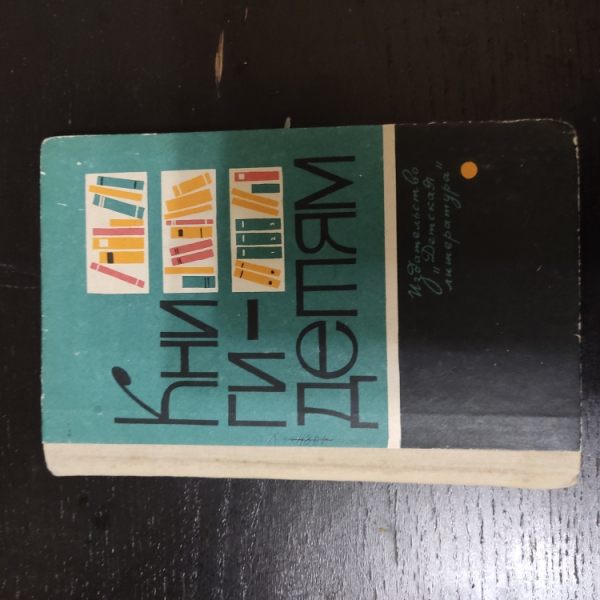 Кни
ги-
детям
Издательство
"Детская
литература"